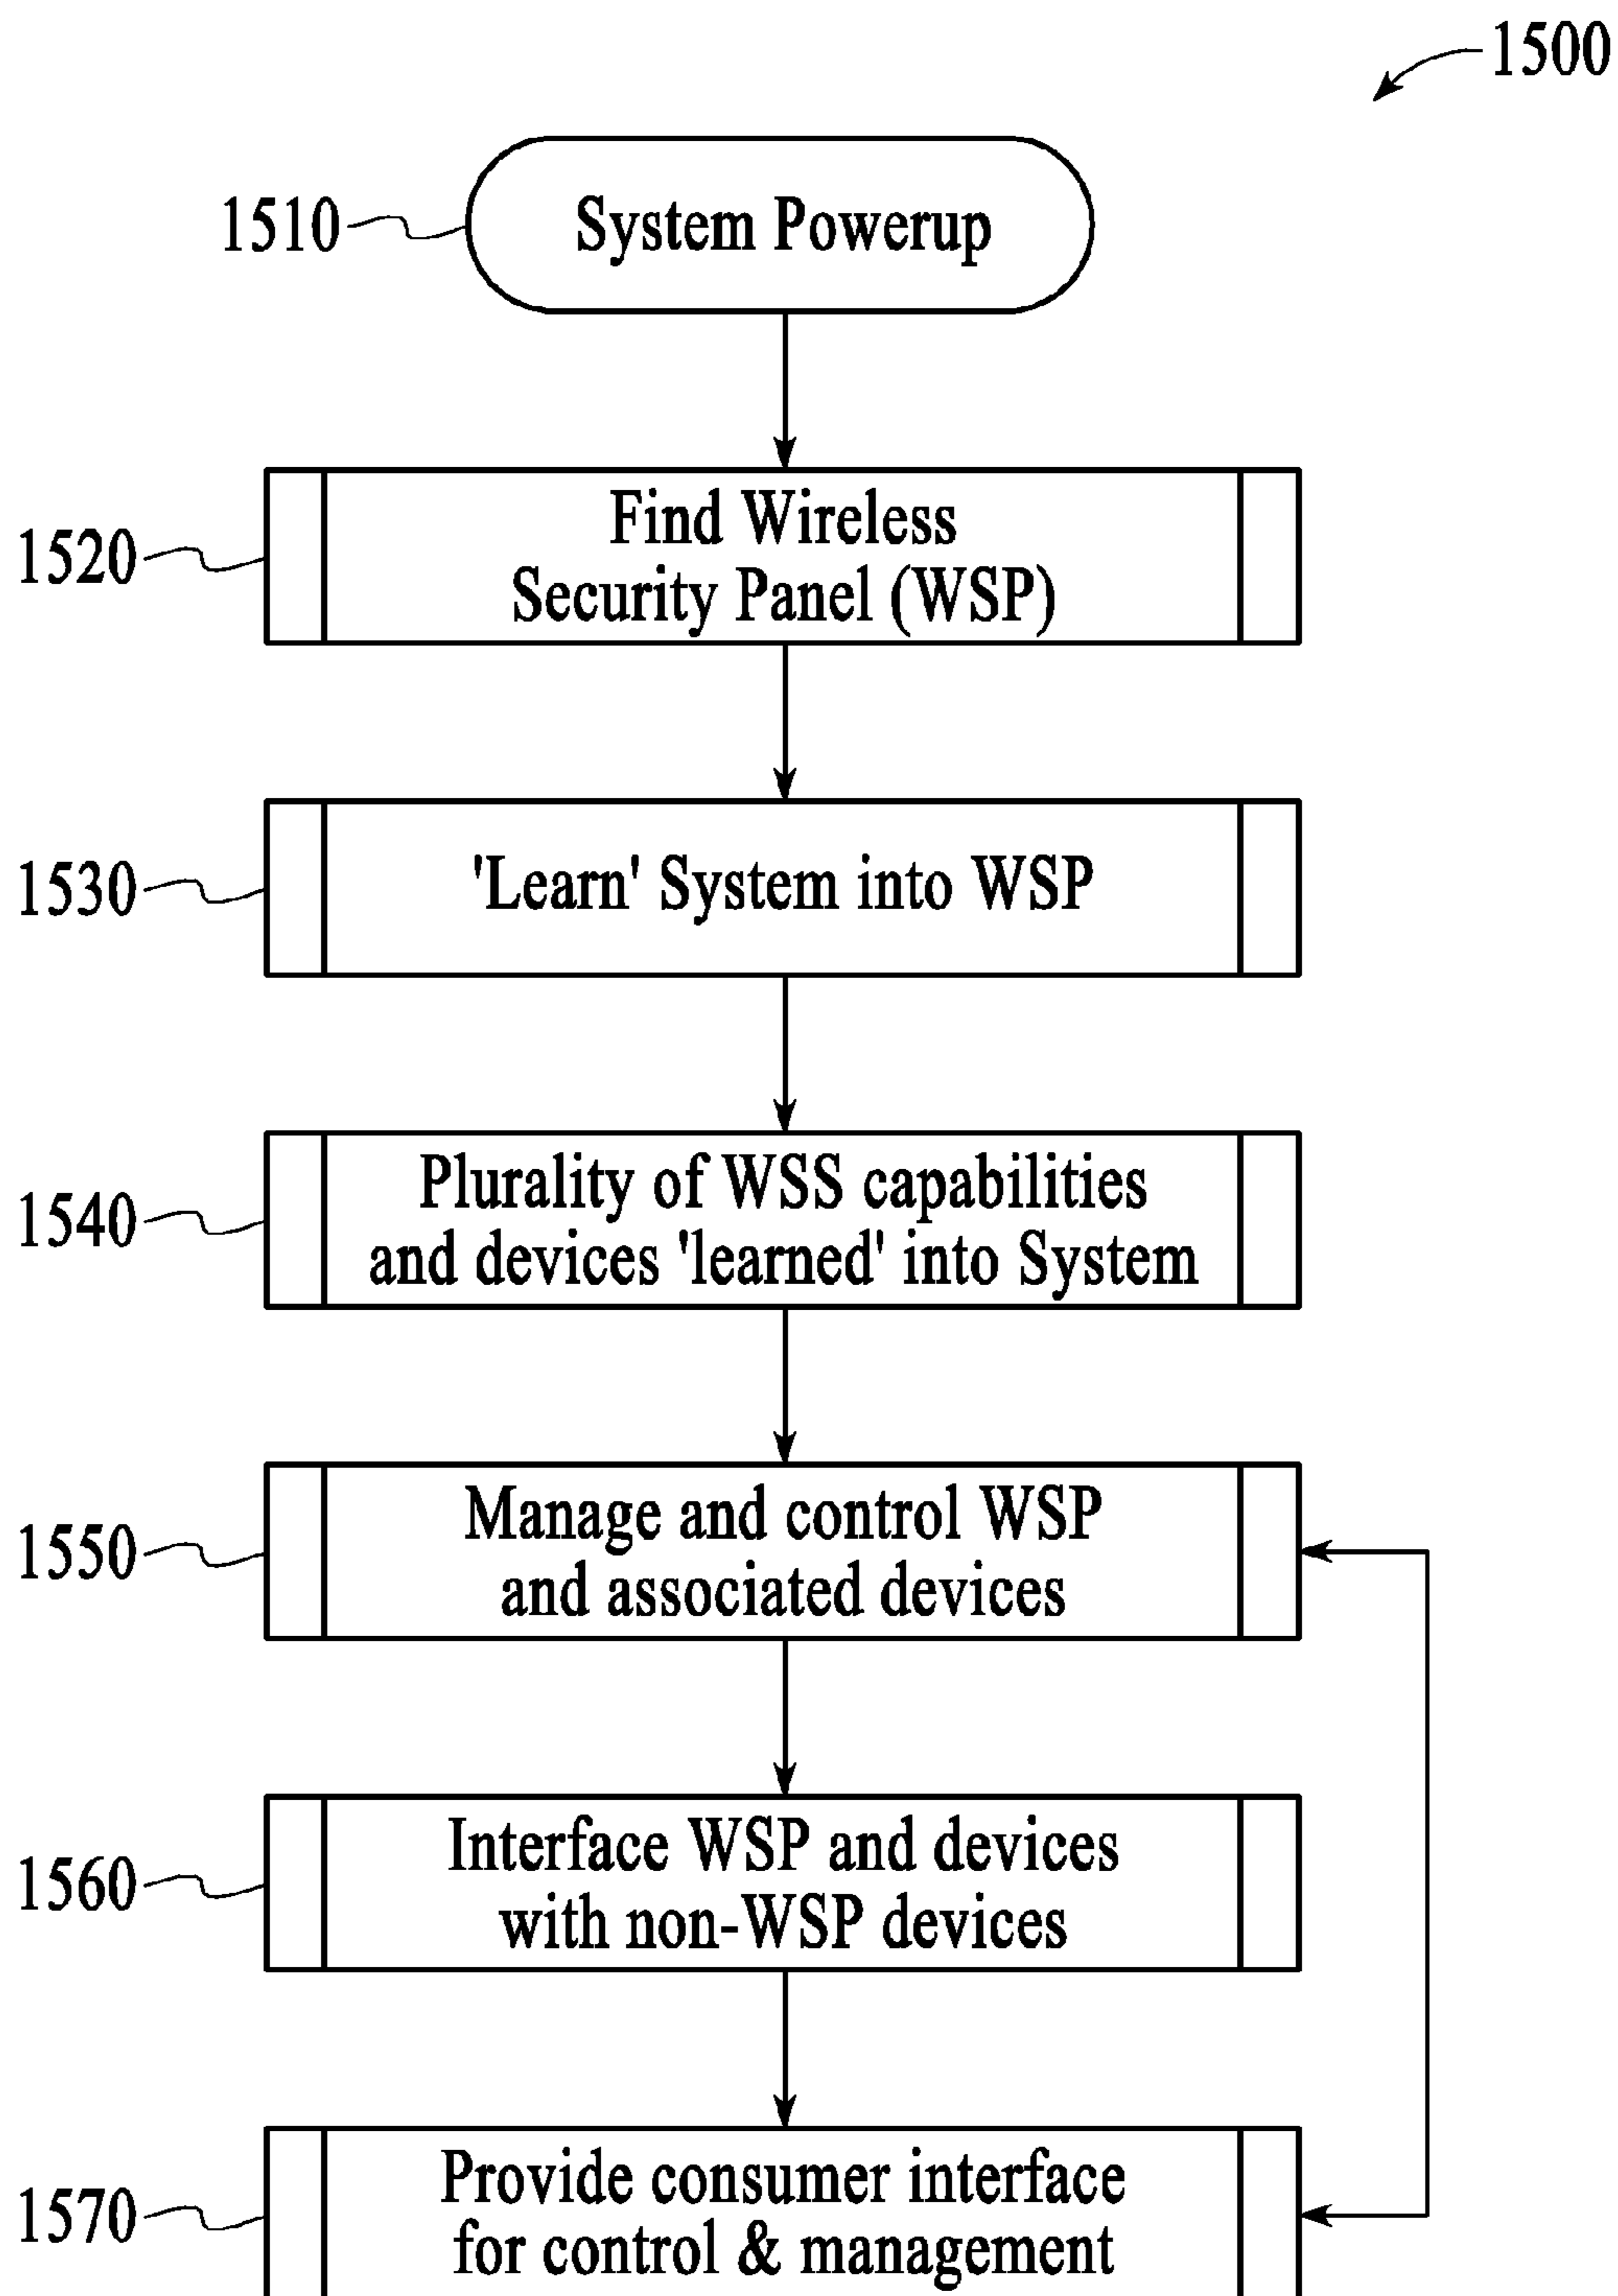 1500
1510
System Powerup
1520
Find Wireless
Security Panel (WSP)
1530
'Learn' System into WSP
1540
Plurality of WSS capabilities
and devices 'learned' into System
1550
Manage and control WSP
and associated devices
1560
Interface WSP and devices
with non-WSP devices
1570
Provide consumer interface
for control & management